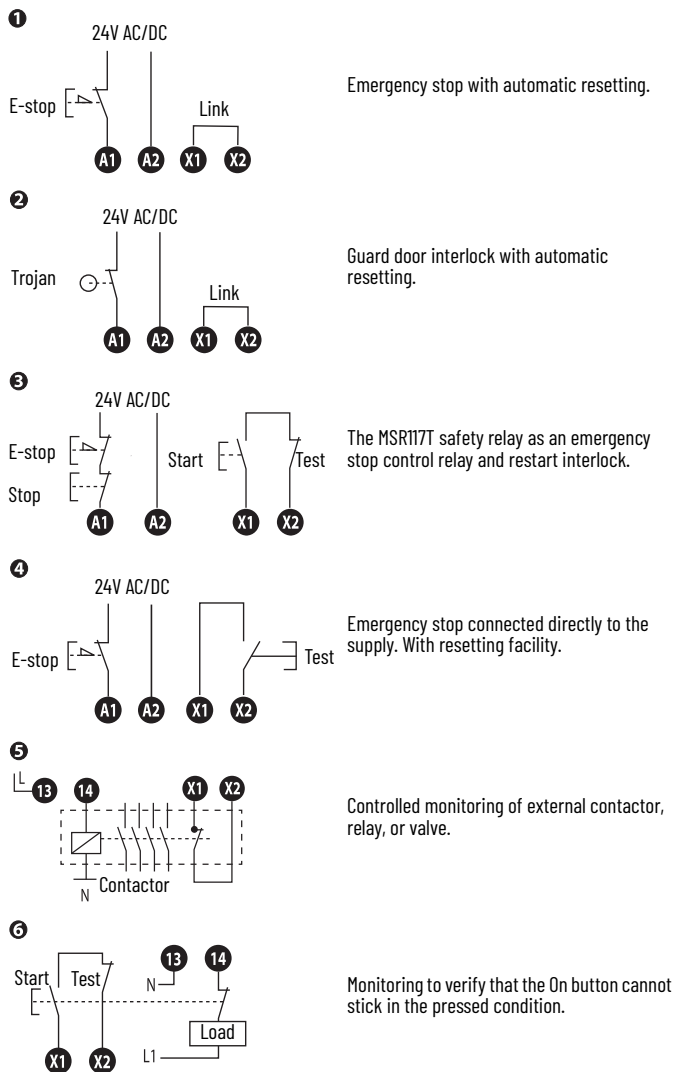 1
24V AC/DC
E-stop
Link
A1 A2 X1 X2
Emergency stop with automatic resetting.
2
24V AC/DC
Trojan
Link
A1 A2 X1 X2
Guard door interlock with automatic
resetting.
3
24V AC/DC
E-stop
Start
Test
Stop
A1 A2 X1 X2
The MSR117T safety relay as an emergency
stop control relay and restart interlock.
4
24V AC/DC
E-stop
Test
A1 A2 X1 X2
Emergency stop connected directly to the
supply. With resetting facility.
5
L
13 14 X1 X2
N
Contactor
Controlled monitoring of external contactor,
relay, or valve.
6
13 14
Start Test
N
Load
L1
X1 X2
Monitoring to verify that the On button cannot
stick in the pressed condition.